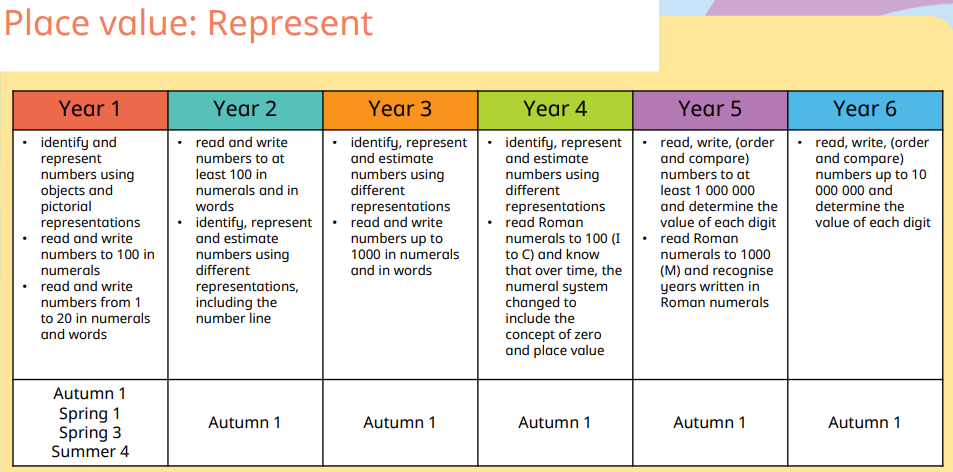 Place value: Represent
Year 1
Year 2
Year 3
Year 4
Year 5
Year 6
• identify and
represent
numbers using
objects and
pictorial
representations
• read and write
numbers to 100 in
numerals
• read and write
numbers from 1
to 20 in numerals
and words
• read and write
numbers to at
least 100 in
numerals and in
words
• identify, represent
and estimate
numbers using
different
representations,
including the
number line
• identify, represent
and estimate
numbers using
different
representations
• read and write
numbers up to
1000 in numerals
and in words
• identify, represent
and estimate
numbers using
different
representations
• read Roman
numerals to 100 (I
to C) and know
that over time, the
numeral system
changed to
include the
concept of zero
and place value
• read, write, (order
and compare)
numbers to at
least 1 000 000
and determine the
value of each digit
• read Roman
numerals to 1000
(M) and recognise
years written in
Roman numerals
• read, write, (order
and compare)
numbers up to 10
000 000 and
determine the
value of each digit
Autumn 1
Spring 1
Spring 3
Summer 4
Autumn 1
Autumn 1
Autumn 1
Autumn 1
Autumn 1